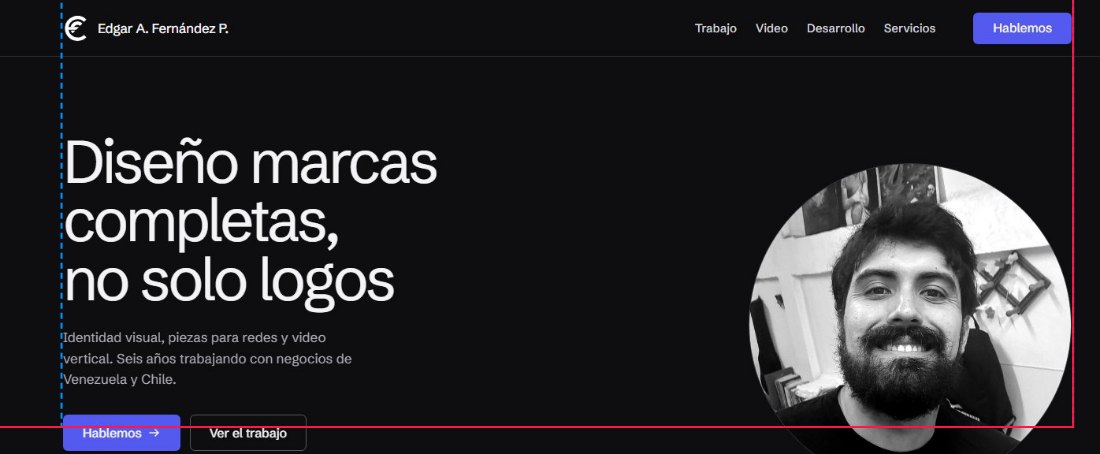 Edgar A. Fernández P.
Trabajo Video Desarrollo Servicios Hablemos
Diseño marcas
completas,
no solo logos
Identidad visual, piezas para redes y video
vertical. Seis años trabajando con negocios de
Venezuela y Chile.
Hablemos → Ver el trabajo